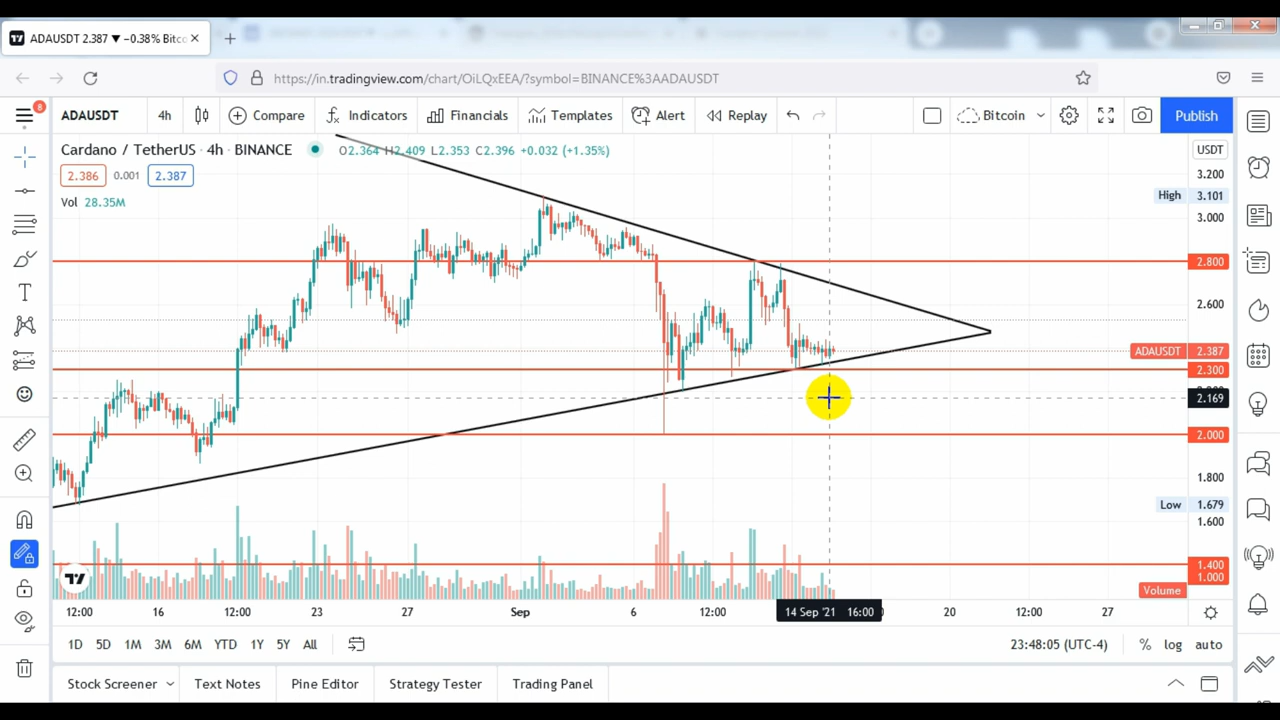 ADAUSDT 2.387 ▼ −0.38% Bitc
https://in.tradingview.com/chart/OiLQxEEA/?symbol=BINANCE%3AADAUSDT
8
ADAUSDT 4h Compare Indicators Financials Templates Alert Replay Bitcoin Publish
Cardano / TetherUS · 4h · BINANCE O2.364 H2.409 L2.353 C2.396 +0.032 (+1.35%) USDT
2.386 0.001 2.387
Vol 28.35M
3.200
High 3.101
3.000
2.800
2.600
ADAUSDT 2.387
2.300
2.169
2.000
1.800
Low 1.679
1.600
1.400
1.000
Volume
12:00 16 12:00 23 27 Sep 6 12:00 14 Sep '21 16:00 20 12:00 27
1D 5D 1M 3M 6M YTD 1Y 5Y All 23:48:05 (UTC-4) % log auto
Stock Screener Text Notes Pine Editor Strategy Tester Trading Panel